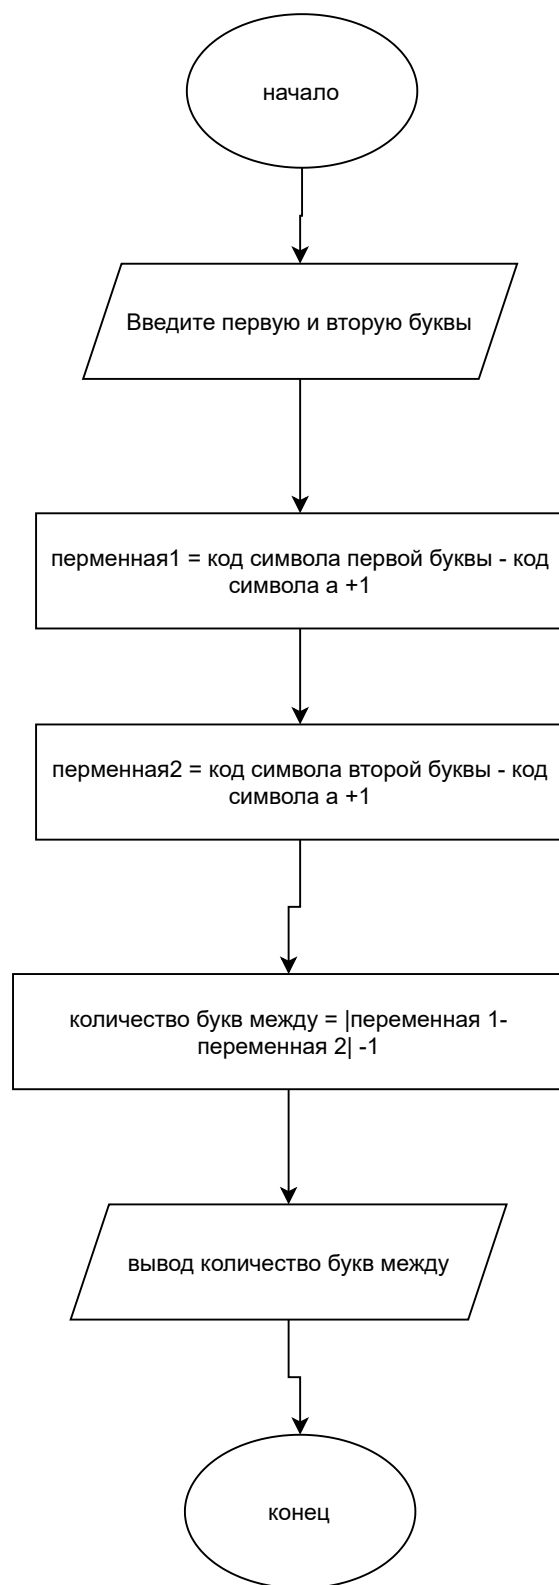 начало
Введите первую и вторую буквы
перменная1 = код символа первой буквы - код
символа а +1
перменная2 = код символа второй буквы - код
символа а +1
количество букв между = |переменная 1-
переменная 2| -1
вывод количество букв между
конец